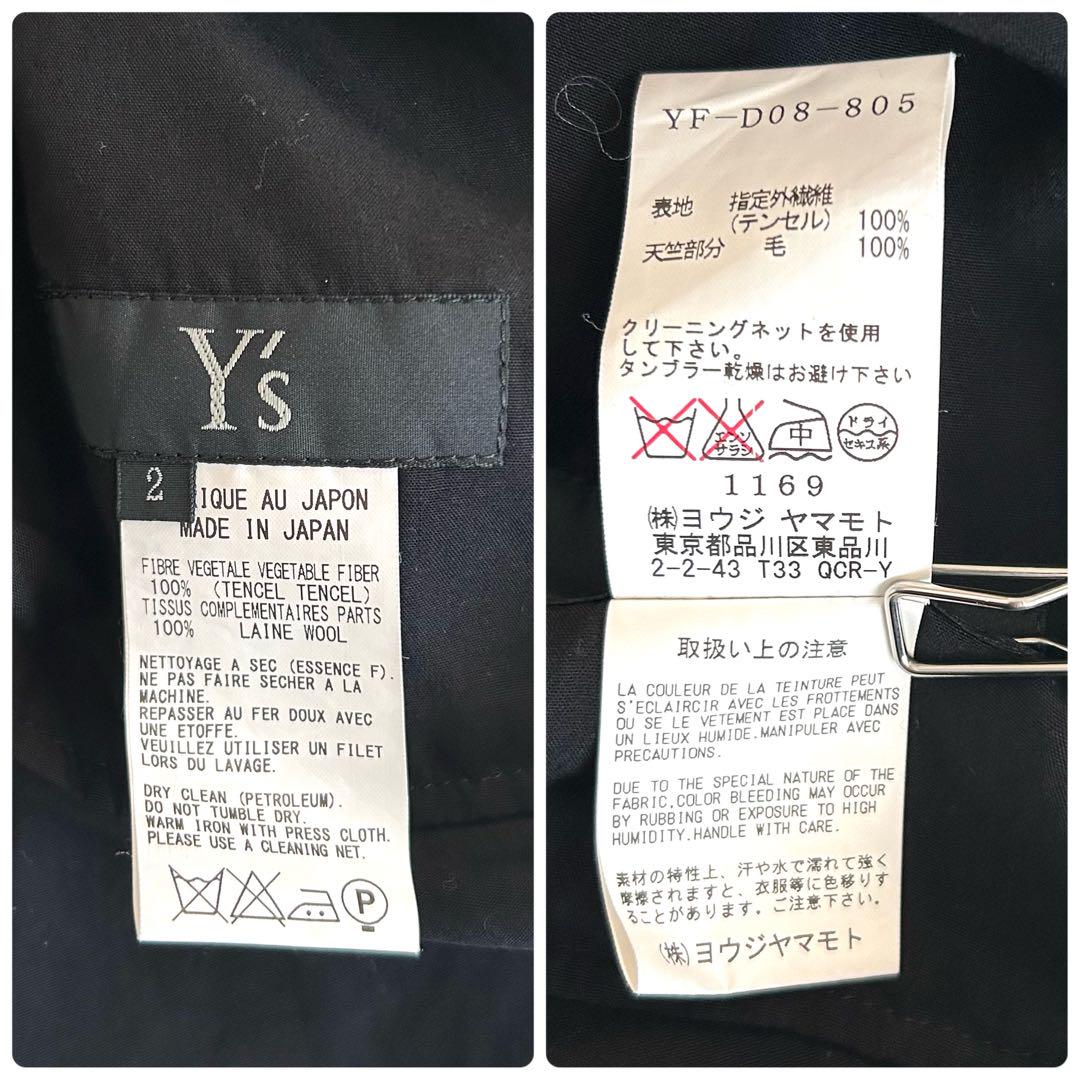 Y's
2
IQUE AU JAPON
MADE IN JAPAN
FIBRE VEGETALE VEGETABLE FIBER
100% (TENCEL TENCEL)
TISSUS COMPLEMENTAIRES PARTS
100% LAINE WOOL
NETTOYAGE A SEC (ESSENCE F).
NE PAS FAIRE SECHER A LA
MACHINE.
REPASSER AU FER DOUX AVEC
UNE ETOFFE.
VEUILLEZ UTILISER UN FILET
LORS DU LAVAGE.
DRY CLEAN (PETROLEUM).
DO NOT TUMBLE DRY.
WARM IRON WITH PRESS CLOTH.
PLEASE USE A CLEANING NET.
P
YF-D08-805
表地 指定外繊維
(テンセル) 100%
天竺部分 毛 100%
クリーニングネットを使用
して下さい。
タンブラー乾燥はお避け下さい
エンソ
サラシ
中
ドライ
セキユ系
1169
㈱ヨウジ ヤマモト
東京都品川区東品川
2-2-43 T33 QCR-Y
取扱い上の注意
LA COULEUR DE LA TEINTURE PEUT
S'ECLAIRCIR AVEC LES FROTTEMENTS
OU SE LE VETEMENT EST PLACE DANS
UN LIEUX HUMIDE.MANIPULER AVEC
PRECAUTIONS.
DUE TO THE SPECIAL NATURE OF THE
FABRIC,COLOR BLEEDING MAY OCCUR
BY RUBBING OR EXPOSURE TO HIGH
HUMIDITY.HANDLE WITH CARE.
素材の特性上、汗や水で濡れて強く
摩擦されますと、衣服等に色移りす
ることがあります。ご注意下さい。
㈱ヨウジヤマモト